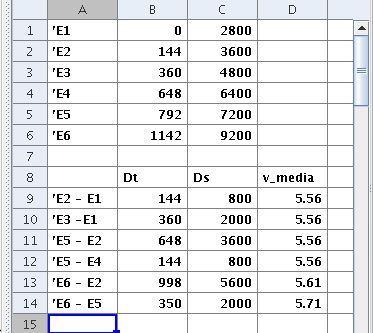 A B C D
1 'E1 0 2800
2 'E2 144 3600
3 'E3 360 4800
4 'E4 648 6400
5 'E5 792 7200
6 'E6 1142 9200
7
8 Dt Ds v_media
9 'E2 - E1 144 800 5.56
10 'E3 -E1 360 2000 5.56
11 'E5 - E2 648 3600 5.56
12 'E5 - E4 144 800 5.56
13 'E6 - E2 998 5600 5.61
14 'E6 - E5 350 2000 5.71
15